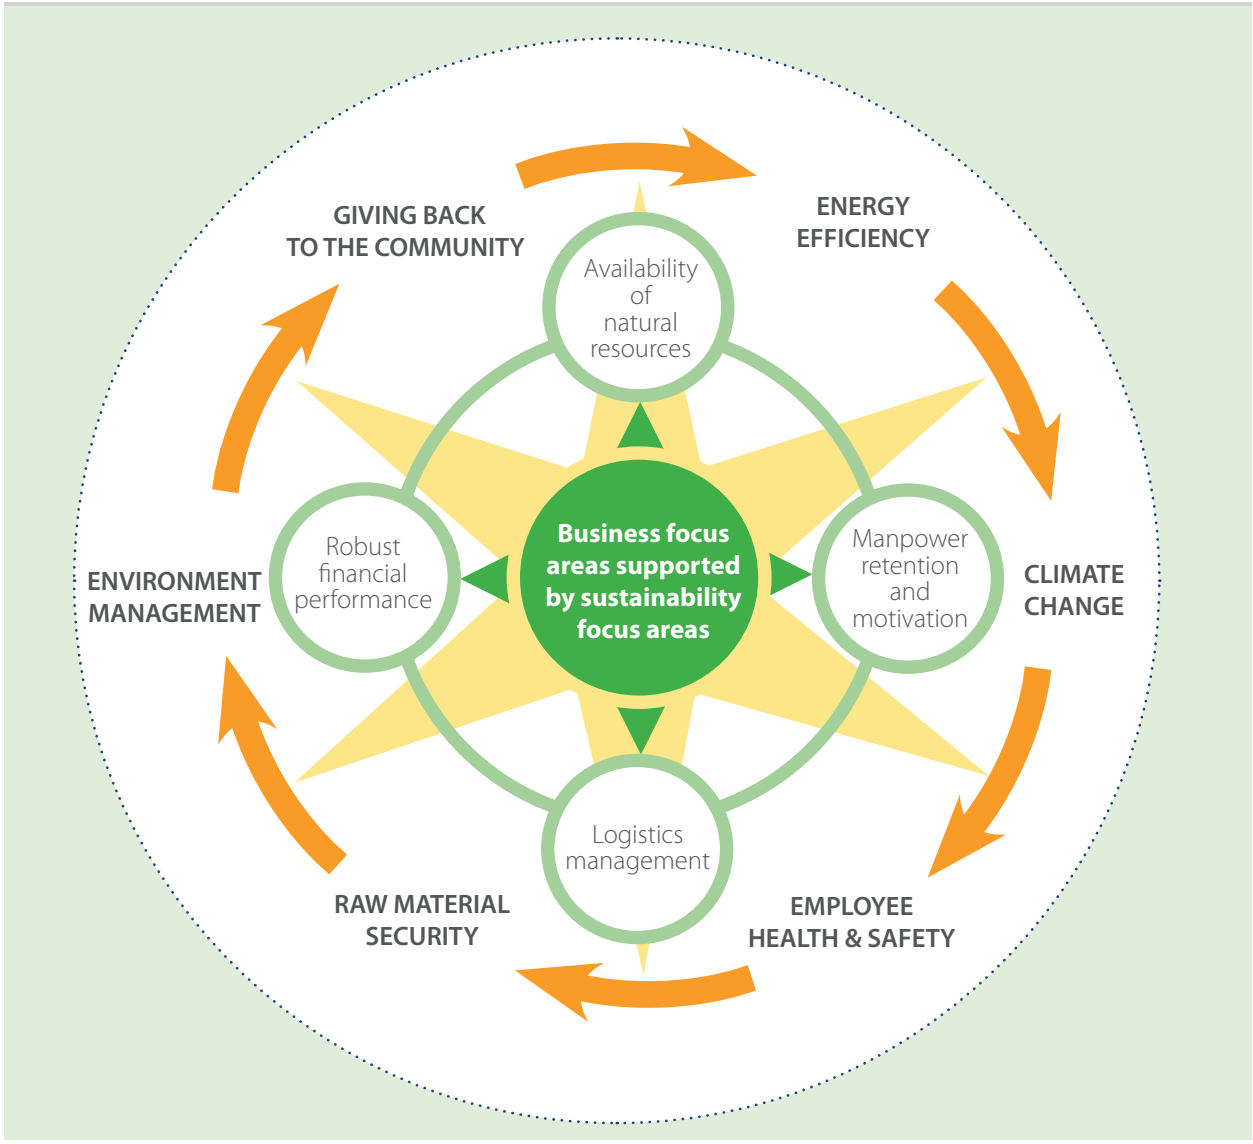 GIVING BACK
TO THE COMMUNITY
ENERGY
EFFICIENCY
Availability
of
natural
resources
Robust
financial
performance
Business focus
areas supported
by sustainability
focus areas
Manpower
retention
and
motivation
ENVIRONMENT
MANAGEMENT
CLIMATE
CHANGE
Logistics
management
RAW MATERIAL
SECURITY
EMPLOYEE
HEALTH & SAFETY